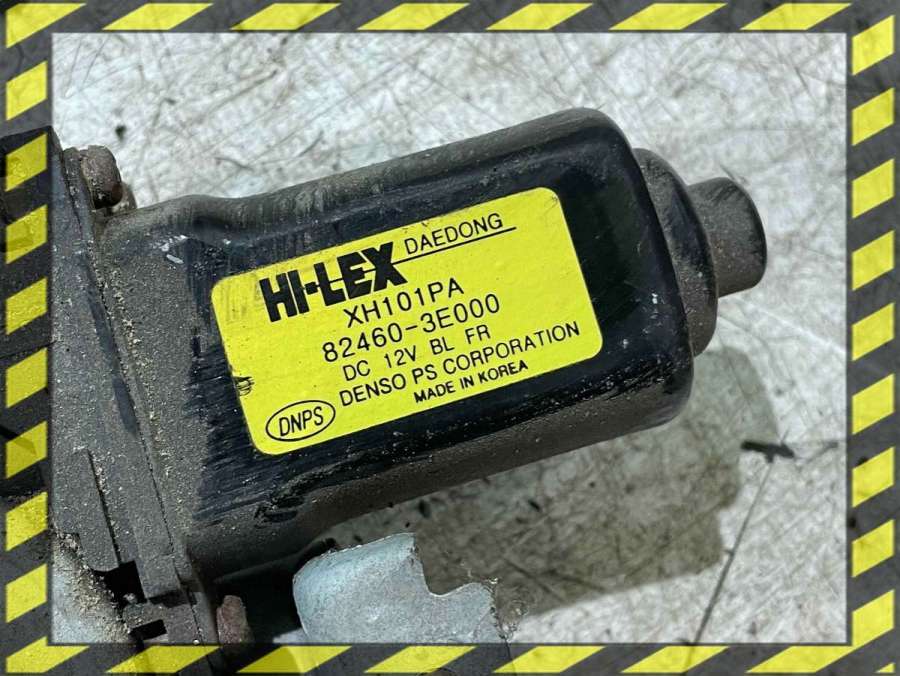 HI-LEX DAEDONG
XH101PA
82460-3E000
DC 12V BL FR
DENSO PS CORPORATION
DNPS
MADE IN KOREA